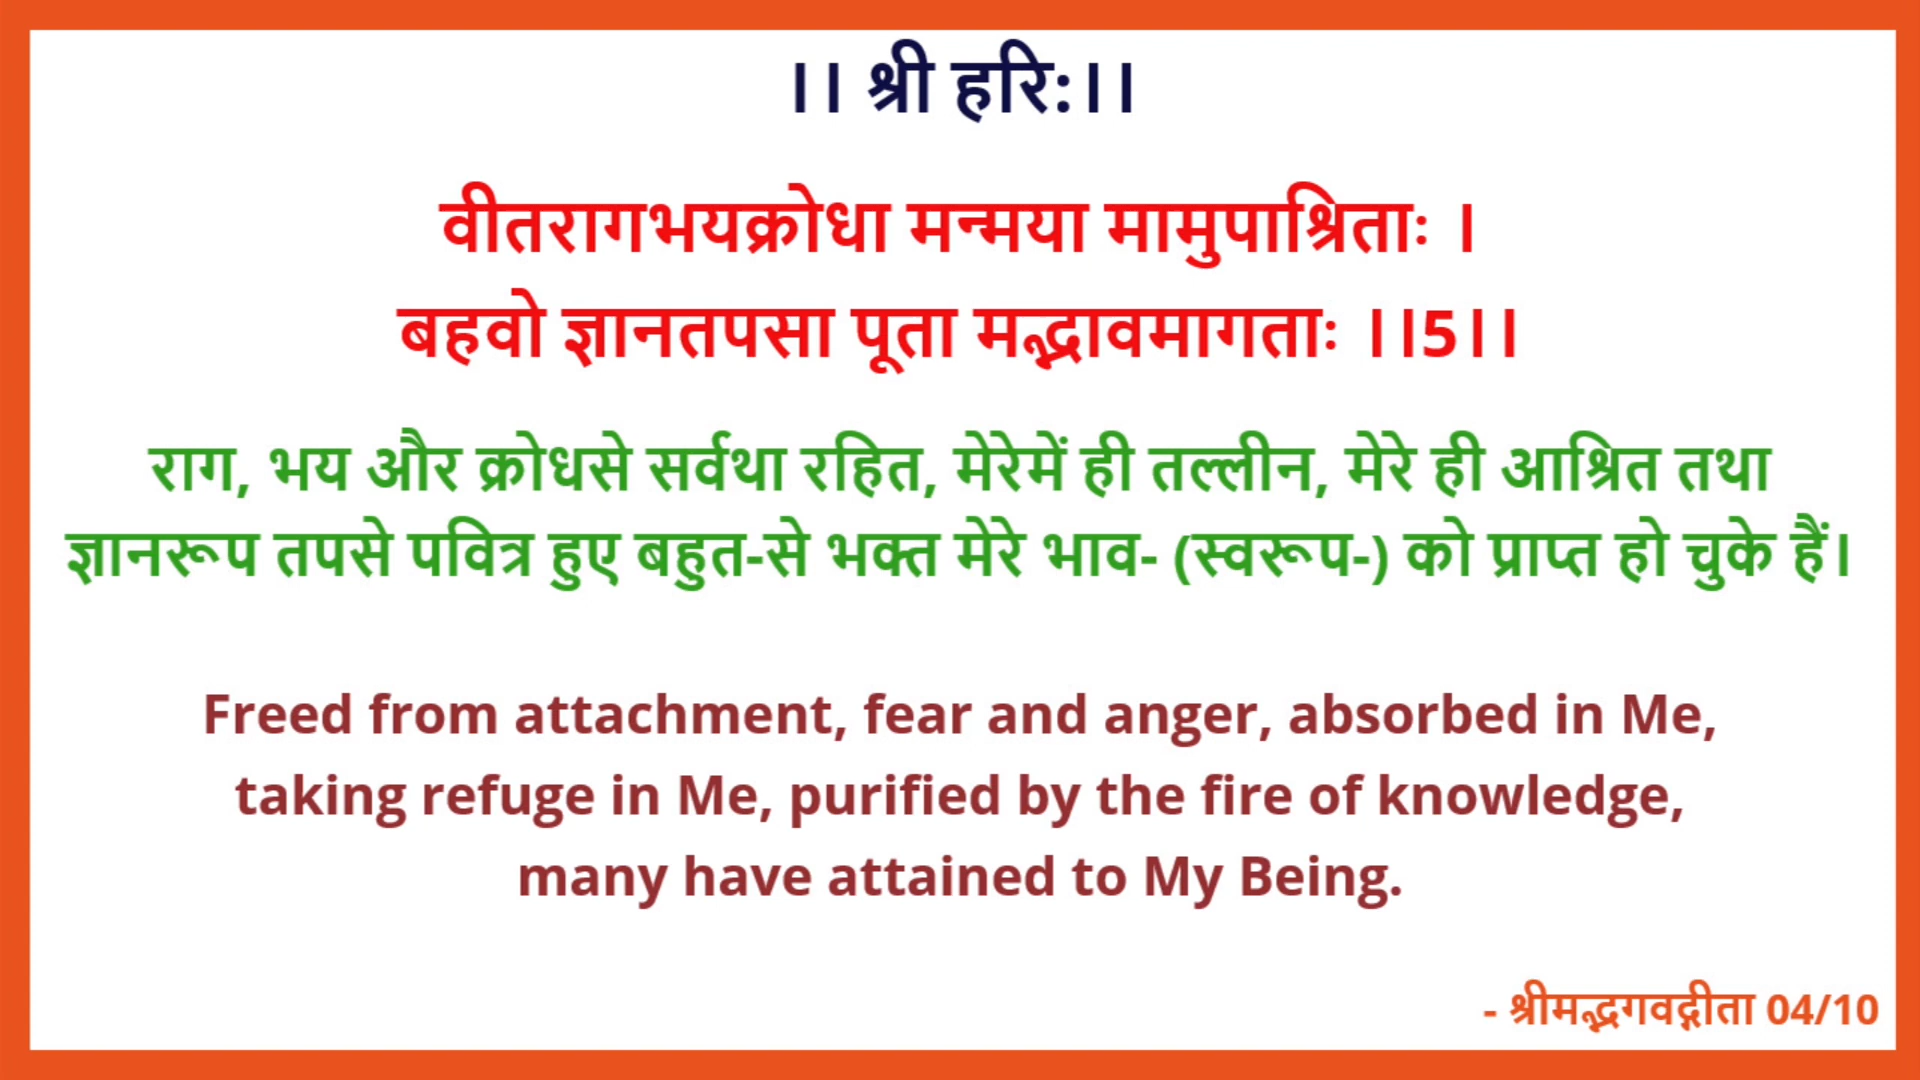 ।। श्री हरि:।।
वीतरागभयक्रोधा मन्मया मामुपाश्रिताः ।
बहवो ज्ञानतपसा पूता मद्भावमागताः ।।5।।
राग, भय और क्रोधसे सर्वथा रहित, मेरेमें ही तल्लीन, मेरे ही आश्रित तथा
ज्ञानरूप तपसे पवित्र हुए बहुत-से भक्त मेरे भाव- (स्वरूप-) को प्राप्त हो चुके हैं।
Freed from attachment, fear and anger, absorbed in Me,
taking refuge in Me, purified by the fire of knowledge,
many have attained to My Being.
- श्रीमद्भगवद्गीता 04/10